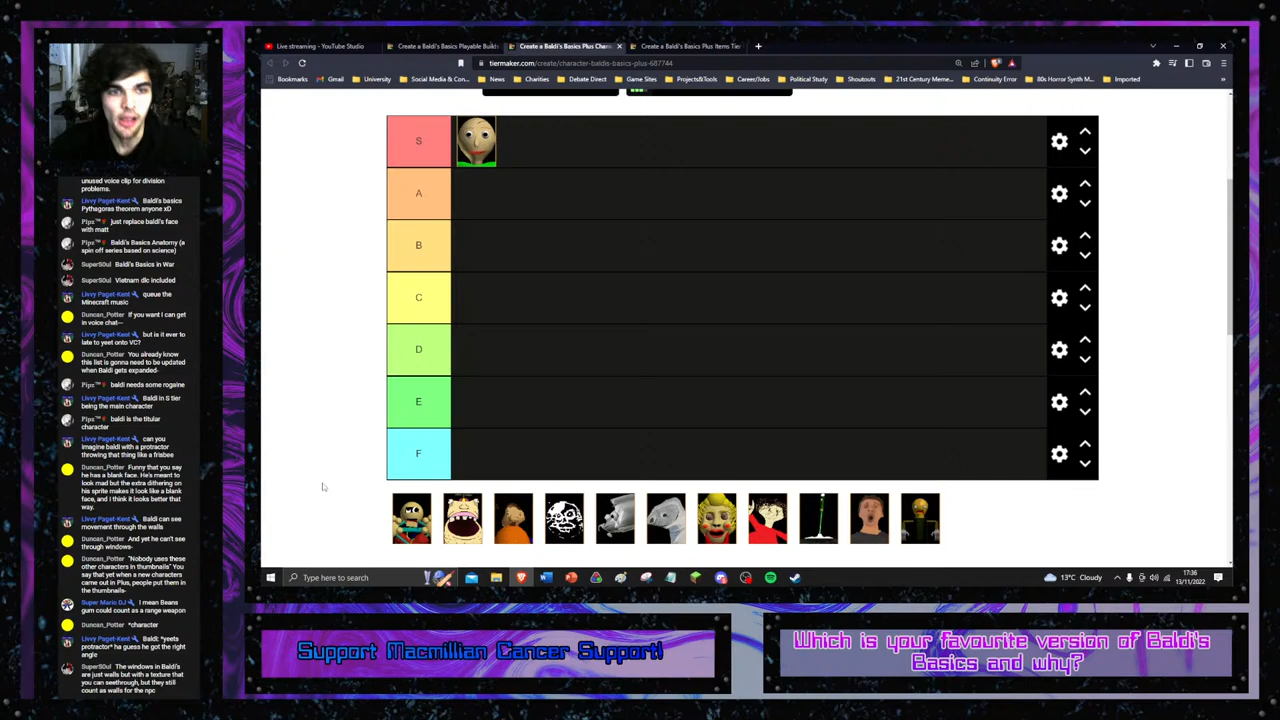 Live streaming - YouTube Studio
Create a Baldi's Basics Playable Build
Create a Baldi's Basics Plus Chara
Create a Baldi's Basics Plus Items Tier
tiermaker.com/create/character-baldis-basics-plus-687744
Bookmarks
Gmail
University
Social Media & Con...
News
Charities
Debate Direct
Game Sites
Projects&Tools
Career/Jobs
Political Study
Shoutouts
21st Century Meme...
Continuity Error
80s Horror Synth M...
Imported
S
A
B
C
D
E
F
unused voice clip for division
problems.
Livvy Paget-Kent Baldi's basics
Pythagoras theorem anyone xD
Pipz™ just replace baldi's face
with matt
Pipz™ Baldi's Basics Anatomy (a
spin off series based on science)
SuperS0ul Baldi's Basics in War
SuperS0ul Vietnam dlc included
Livvy Paget-Kent queue the
Minecraft music
Duncan_Potter If you want I can get
in voice chat—
Livvy Paget-Kent but is it ever to
late to yeet onto VC?
Duncan_Potter You already know
this list is gonna need to be updated
when Baldi gets expanded-
Pipz™ baldi needs some rogaine
Livvy Paget-Kent Baldi in S tier
being the main character
Pipz™ baldi is the titular
character
Livvy Paget-Kent can you
imagine baldi with a protractor
throwing that thing like a frisbee
Duncan_Potter Funny that you say
he has a blank face. He's meant to
look mad but the extra dithering on
his sprite makes it look like a blank
face, and I think it looks better that
way.
Livvy Paget-Kent Baldi can see
movement through the walls
Duncan_Potter And yet he can't see
through windows-
Duncan_Potter "Nobody uses these
other characters in thumbnails" You
say that yet when a new characters
came out in Plus, people put them in
the thumbnails-
Super Mario DJ I mean Beans
gum could count as a range weapon
Duncan_Potter *character
Livvy Paget-Kent Baldi: *yeets
protractor* ha guess he got the right
angle
SuperS0ul The windows in Baldi's
are just walls but with a texture that
you can seethrough, but they still
count as walls for the npc
Type here to search
13°C Cloudy
17:36
13/11/2022
Support Macmillian Cancer Support!
Which is your favourite version of Baldi's
Basics and why?